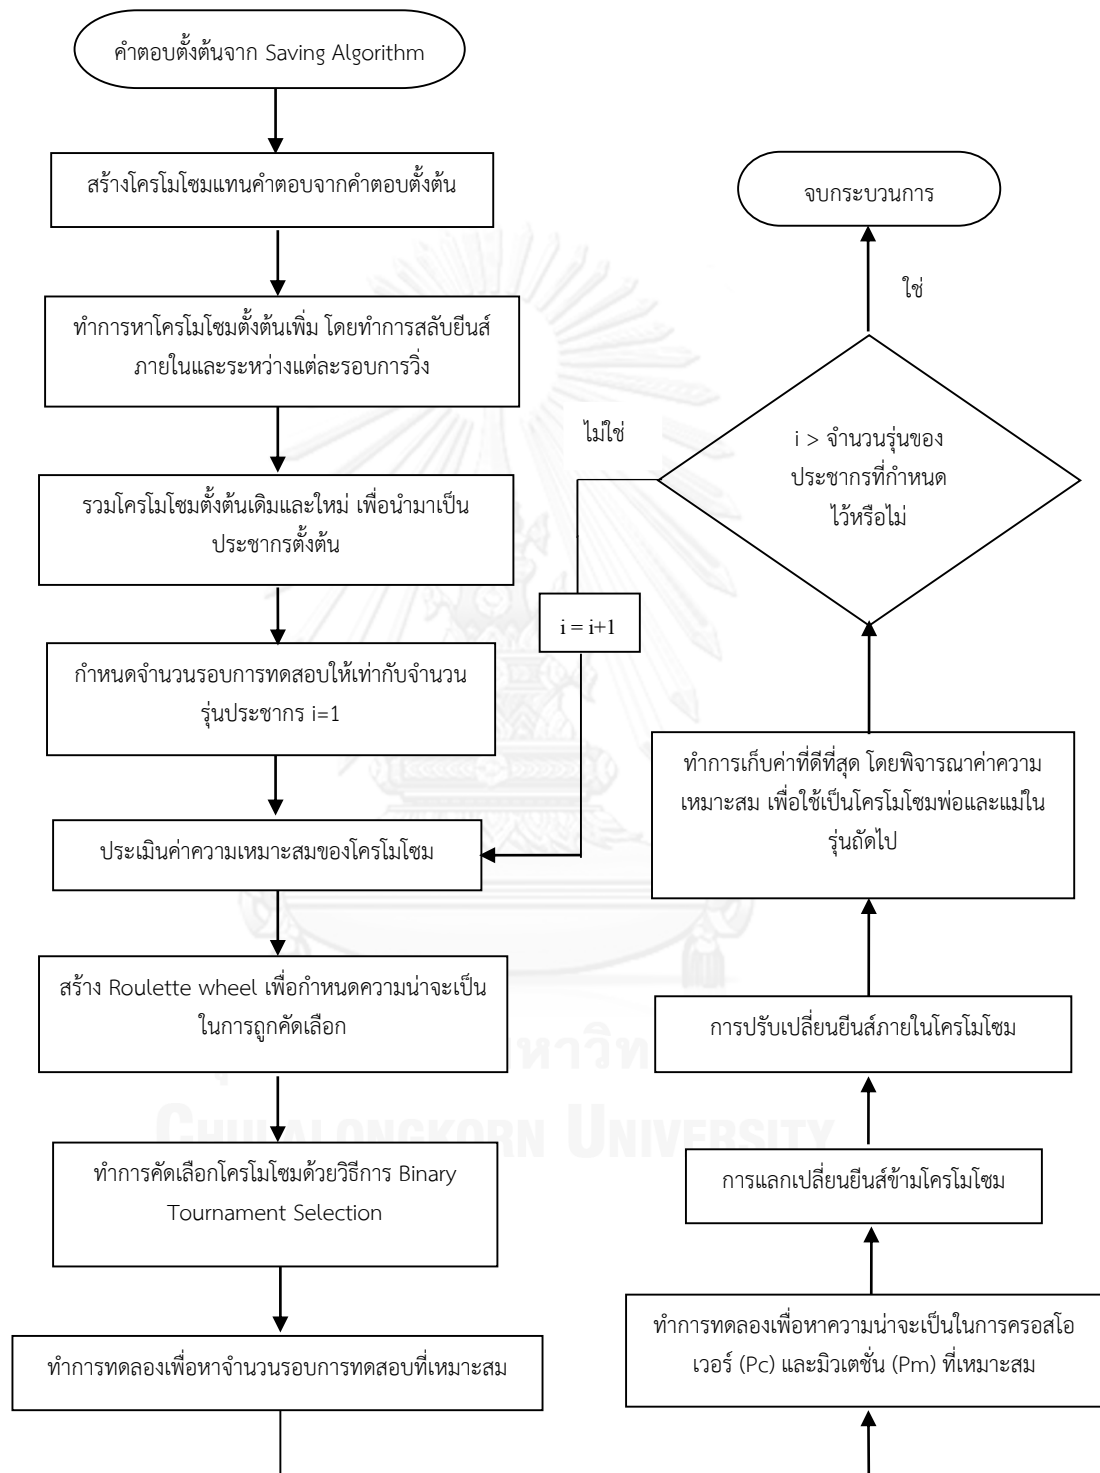 คำตอบตั้งต้นจาก Saving Algorithm
สร้างโครโมโซมแทนคำตอบจากคำตอบตั้งต้น
ทำการหาโครโมโซมตั้งต้นเพิ่ม โดยทำการสลับยีนส์
ภายในและระหว่างแต่ละรอบการวิ่ง
รวมโครโมโซมตั้งต้นเดิมและใหม่ เพื่อนำมาเป็น
ประชากรตั้งต้น
กำหนดจำนวนรอบการทดสอบให้เท่ากับจำนวน
รุ่นประชากร i=1
ประเมินค่าความเหมาะสมของโครโมโซม
สร้าง Roulette wheel เพื่อกำหนดความน่าจะเป็น
ในการถูกคัดเลือก
ทำการคัดเลือกโครโมโซมด้วยวิธีการ Binary
Tournament Selection
ทำการทดลองเพื่อหาจำนวนรอบการทดสอบที่เหมาะสม
ทำการทดลองเพื่อหาความน่าจะเป็นในการครอสโอ
เวอร์ (Pc) และมิวเตชั่น (Pm) ที่เหมาะสม
การแลกเปลี่ยนยีนส์ข้ามโครโมโซม
การปรับเปลี่ยนยีนส์ภายในโครโมโซม
ทำการเก็บค่าที่ดีที่สุด โดยพิจารณาค่าความ
เหมาะสม เพื่อใช้เป็นโครโมโซมพ่อและแม่ใน
รุ่นถัดไป
i > จำนวนรุ่นของ
ประชากรที่กำหนด
ไว้หรือไม่
ไม่ใช่
i = i+1
ใช่
จบกระบวนการ
CHULALONGKORN UNIVERSITY